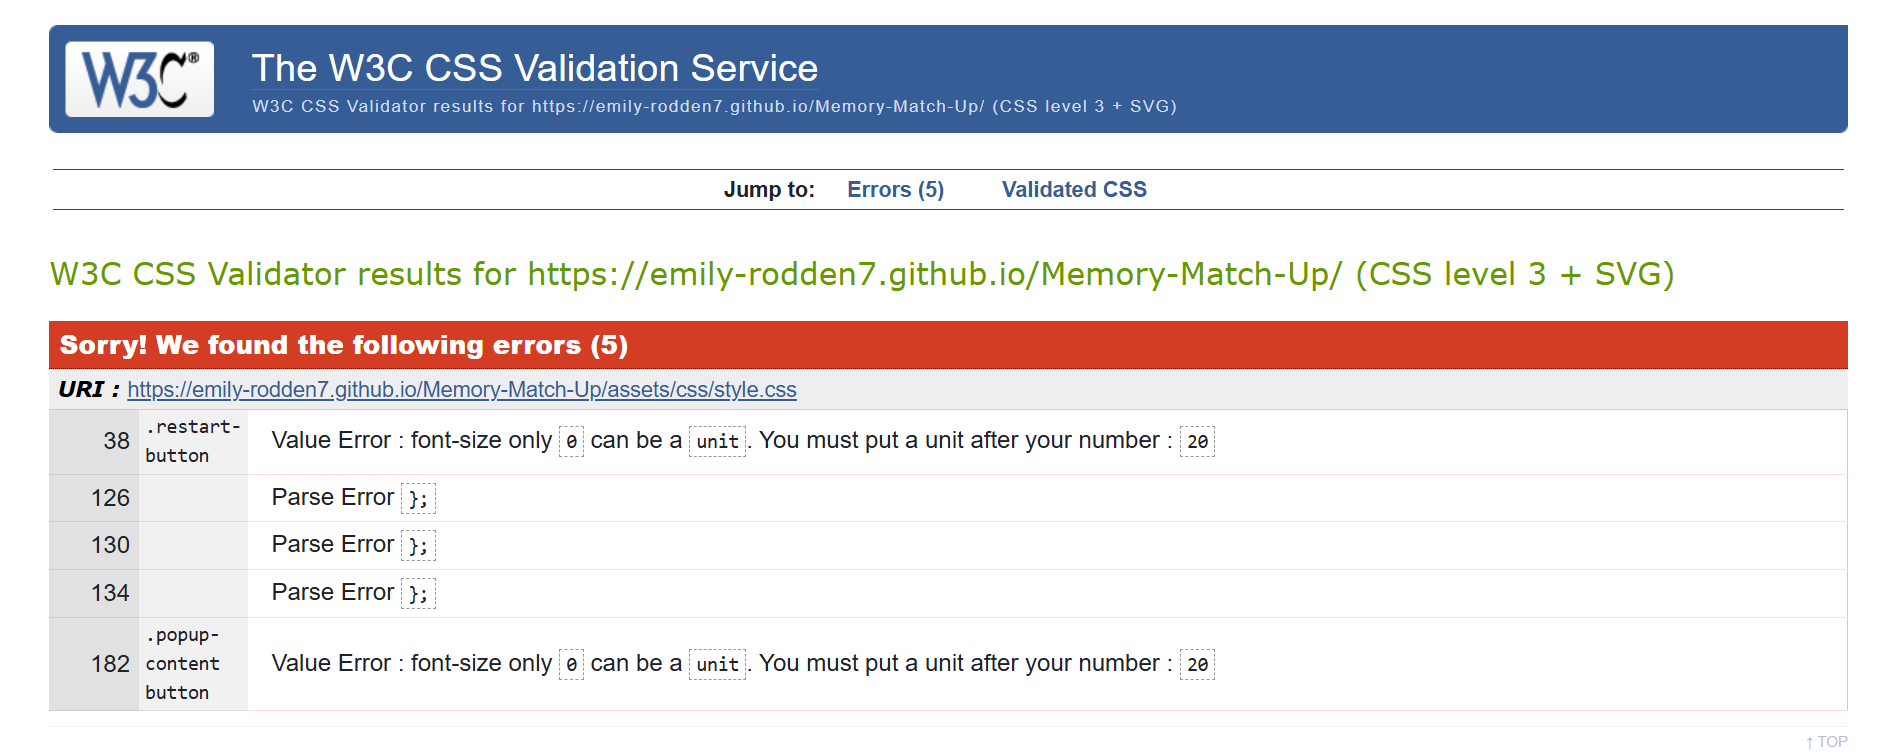 W3C®
The W3C CSS Validation Service
W3C CSS Validator results for https://emily-rodden7.github.io/Memory-Match-Up/ (CSS level 3 + SVG)
Jump to: Errors (5) Validated CSS
W3C CSS Validator results for https://emily-rodden7.github.io/Memory-Match-Up/ (CSS level 3 + SVG)
Sorry! We found the following errors (5)
URI : https://emily-rodden7.github.io/Memory-Match-Up/assets/css/style.css
38 .restart-button Value Error : font-size only 0 can be a unit. You must put a unit after your number : 20
126 Parse Error };
130 Parse Error };
134 Parse Error };
182 .popup-content button Value Error : font-size only 0 can be a unit. You must put a unit after your number : 20
↑ TOP